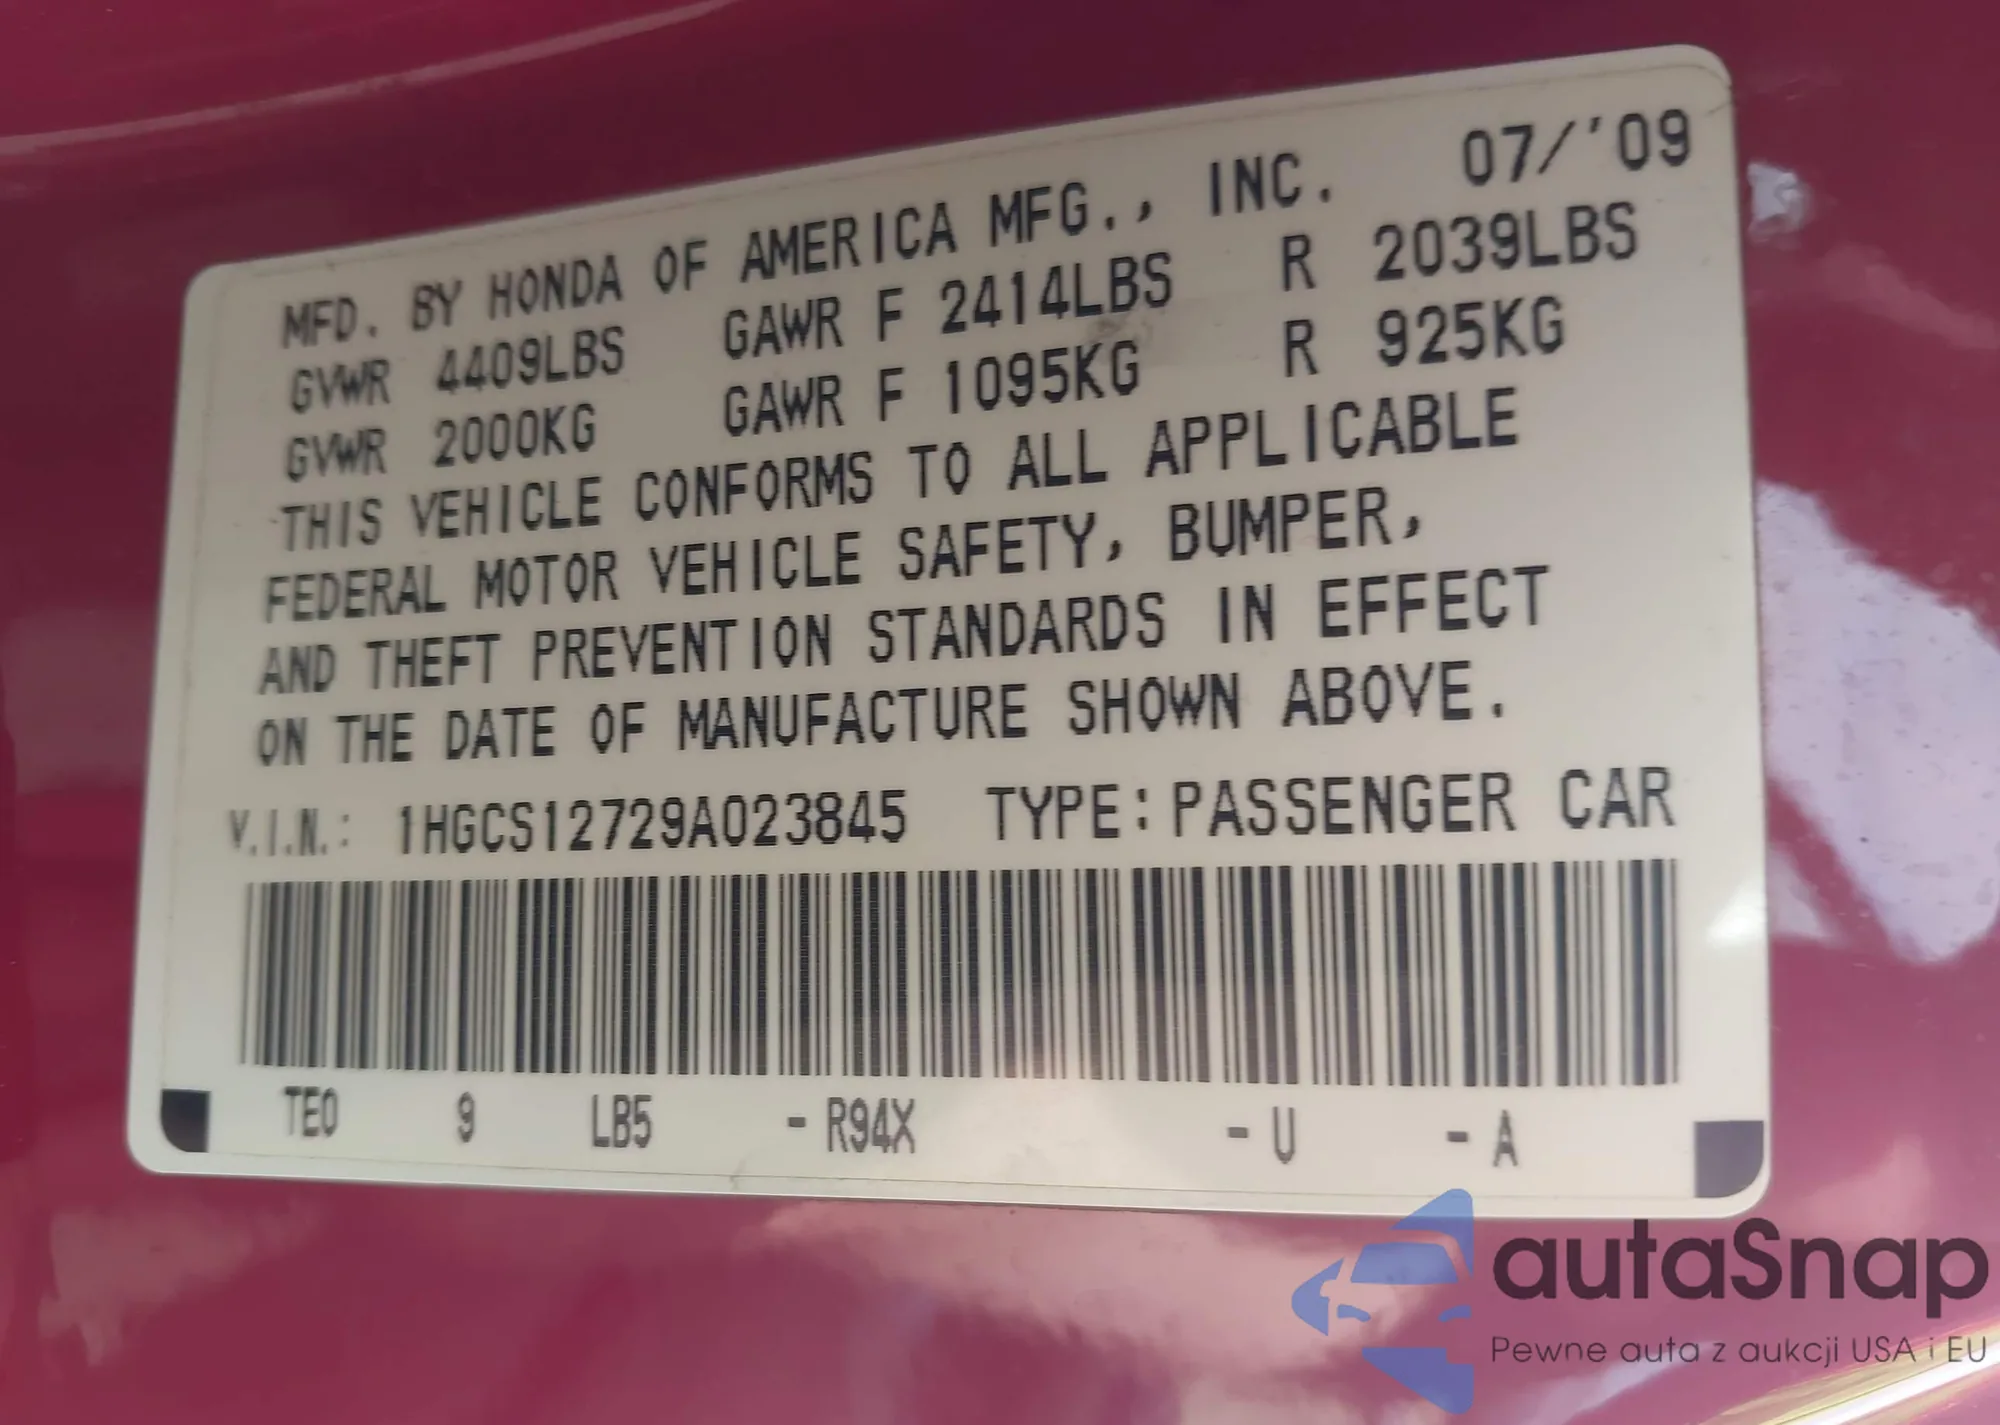 MFD. BY HONDA OF AMERICA MFG., INC. 07/'09
GVWR 4409LBS GAWR F 2414LBS R 2039LBS
GVWR 2000KG GAWR F 1095KG R 925KG
THIS VEHICLE CONFORMS TO ALL APPLICABLE
FEDERAL MOTOR VEHICLE SAFETY, BUMPER,
AND THEFT PREVENTION STANDARDS IN EFFECT
ON THE DATE OF MANUFACTURE SHOWN ABOVE.
V.I.N.: 1HGCS12729A023845 TYPE: PASSENGER CAR
TE0 9 LB5 - R94X - U - A
autaSnap
Pewne auta z aukcji USA i EU